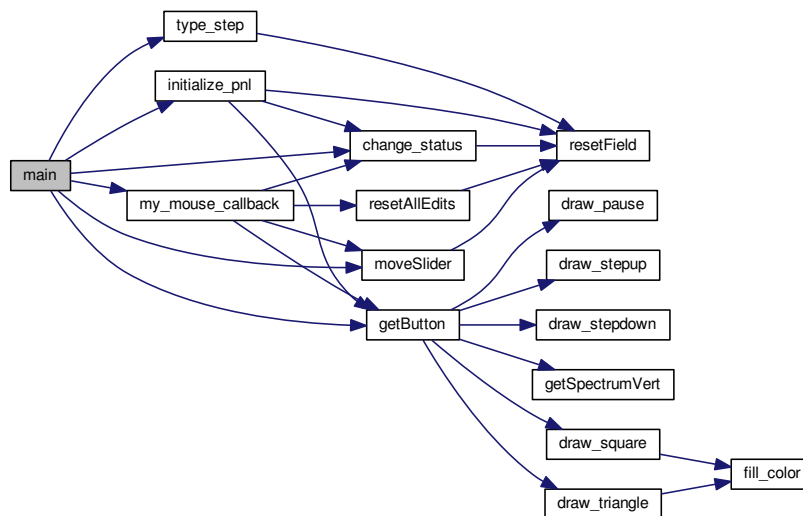 type_step
initialize_pnl
change_status
resetField
main
my_mouse_callback
resetAllEdits
draw_pause
moveSlider
draw_stepup
getButton
draw_stepdown
getSpectrumVert
draw_square
fill_color
draw_triangle